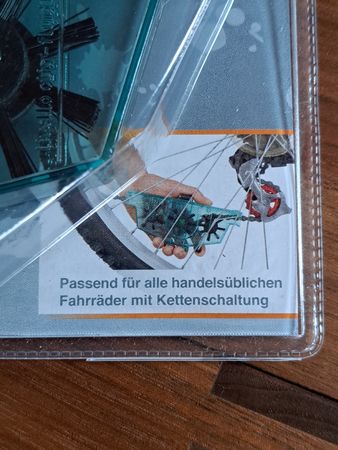 Passend für alle handelsüblichen
Fahrräder mit Kettenschaltung